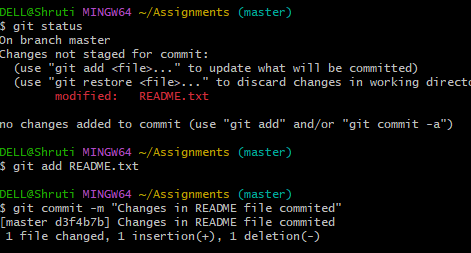 DELL@Shruti MINGW64 ~/Assignments (master)
$ git status
On branch master
Changes not staged for commit:
  (use "git add <file>..." to update what will be committed)
  (use "git restore <file>..." to discard changes in working directo
        modified:   README.txt

no changes added to commit (use "git add" and/or "git commit -a")

DELL@Shruti MINGW64 ~/Assignments (master)
$ git add README.txt

DELL@Shruti MINGW64 ~/Assignments (master)
$ git commit -m "Changes in README file commited"
[master d3f4b7b] Changes in README file commited
 1 file changed, 1 insertion(+), 1 deletion(-)